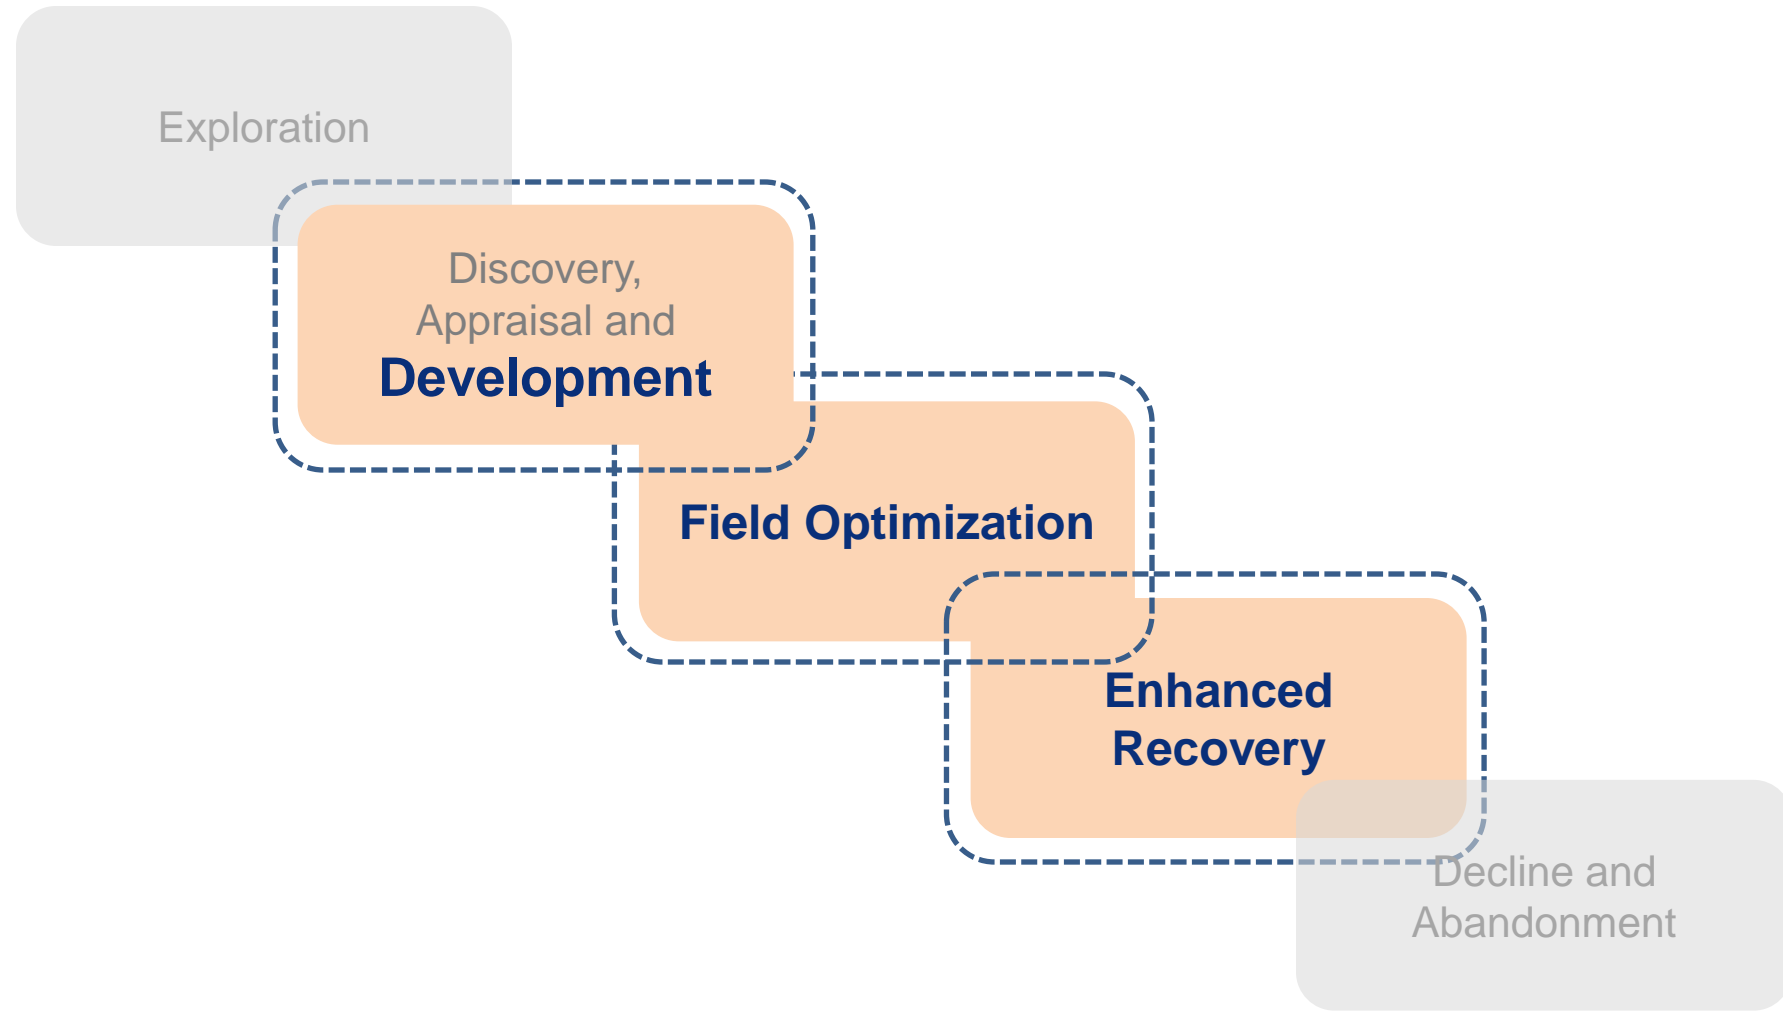 Exploration
Discovery,
Appraisal and
Development
Field Optimization
Enhanced
Recovery
Decline and
Abandonment